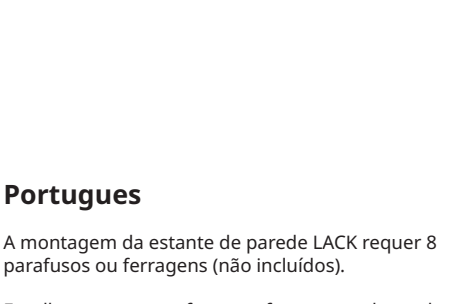 Portugues
A montagem da estante de parede LACK requer 8
parafusos ou ferragens (não incluídos).